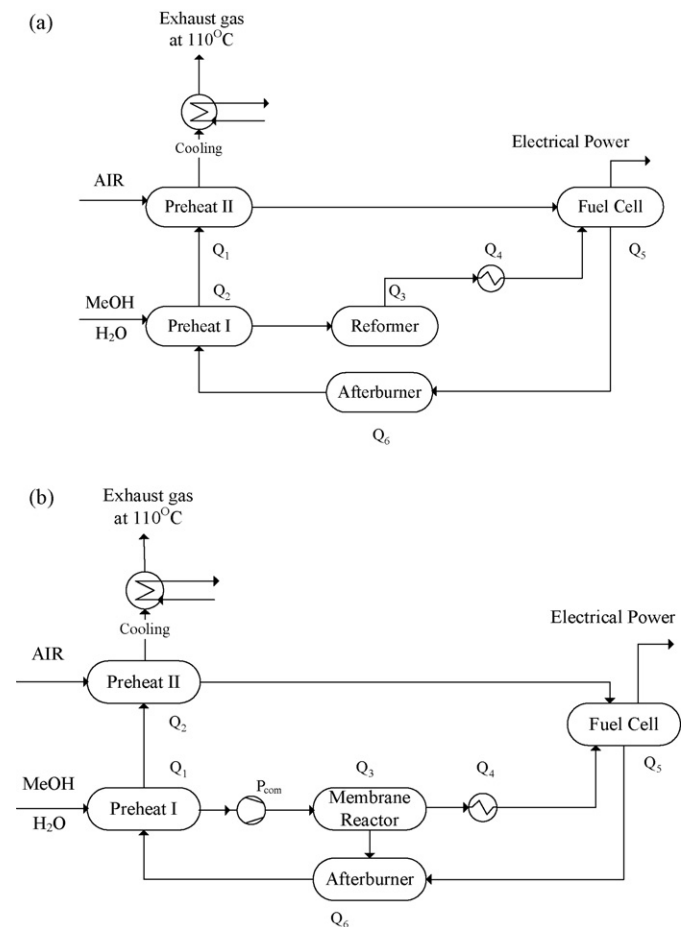 (a)
Exhaust gas
at 110OC
Cooling
Electrical Power
AIR
Preheat II
Fuel Cell
Q1
Q4
Q5
MeOH
Q2
Q3
H2O
Preheat I
Reformer
Afterburner
Q6
(b)
Exhaust gas
at 110OC
Cooling
Electrical Power
AIR
Preheat II
Fuel Cell
Q2
Q1
Q3
Q4
Q5
MeOH
Pcom
H2O
Preheat I
Membrane
Reactor
Afterburner
Q6